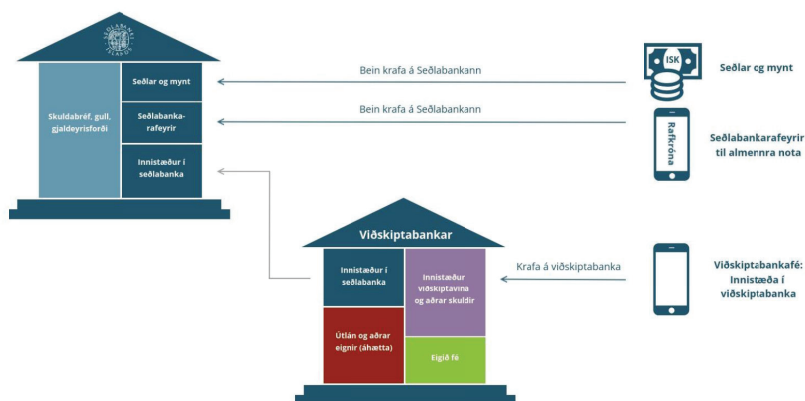 SEÐLABANKI
ÍSLANDS
Skuldabréf, gull,
gjaldeyrisforði
Seðlar og mynt
Seðlabanka-
rafeyrir
Innistæður í
seðlabanka
Bein krafa á Seðlabankann
Bein krafa á Seðlabankann
ISK
Seðlar og mynt
Rafkróna
Seðlabankarafeyrir
til almennra nota
Viðskiptabankar
Innistæður í
seðlabanka
Innistæður
viðskiptavina
og aðrar skuldir
Útlán og aðrar
eignir (áhætta)
Eigið fé
Krafa á viðskiptabanka
Viðskiptabankafé:
Innistæða í
viðskiptabanka